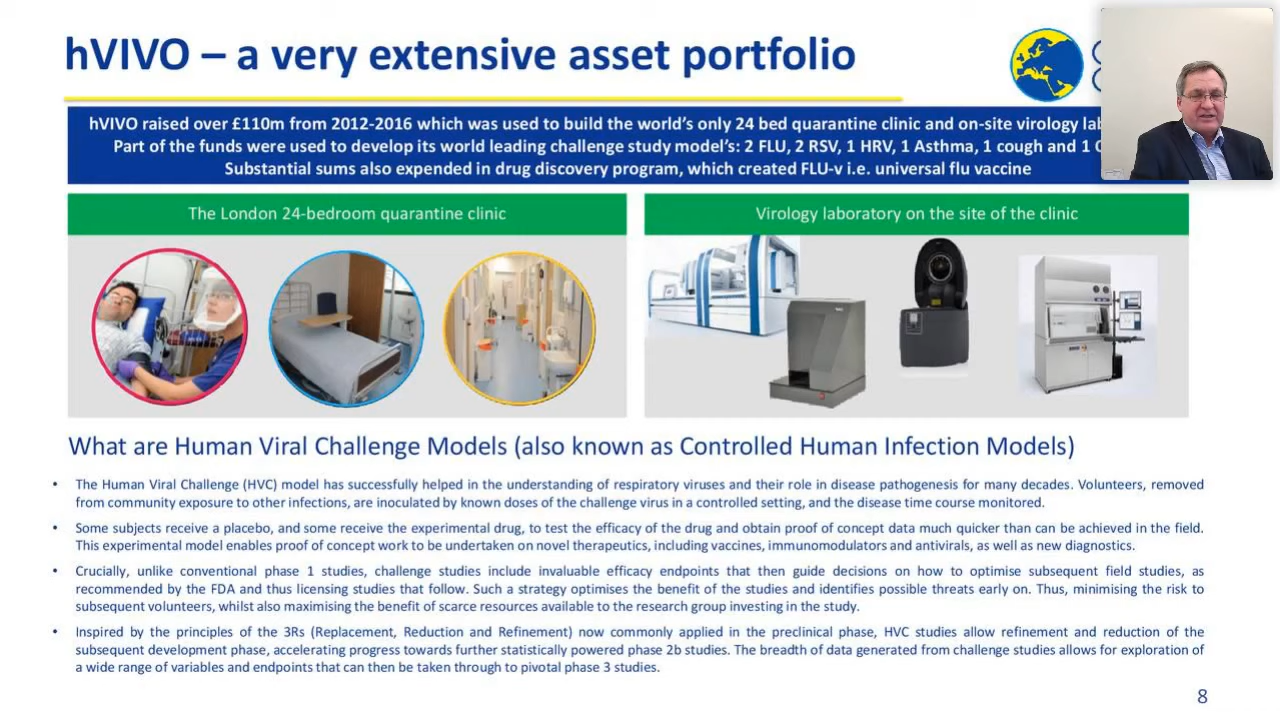 hVIVO – a very extensive asset portfolio
hVIVO raised over £110m from 2012-2016 which was used to build the world's only 24 bed quarantine clinic and on-site virology
Part of the funds were used to develop its world leading challenge study model's: 2 FLU, 2 RSV, 1 HRV, 1 Asthma, 1 cough and 1
Substantial sums also expended in drug discovery program, which created FLU-v i.e. universal flu vaccine
The London 24-bedroom quarantine clinic
Virology laboratory on the site of the clinic
What are Human Viral Challenge Models (also known as Controlled Human Infection Models)
• The Human Viral Challenge (HVC) model has successfully helped in the understanding of respiratory viruses and their role in disease pathogenesis for many decades. Volunteers, removed
from community exposure to other infections, are inoculated by known doses of the challenge virus in a controlled setting, and the disease time course monitored.
• Some subjects receive a placebo, and some receive the experimental drug, to test the efficacy of the drug and obtain proof of concept data much quicker than can be achieved in the field.
This experimental model enables proof of concept work to be undertaken on novel therapeutics, including vaccines, immunomodulators and antivirals, as well as new diagnostics.
• Crucially, unlike conventional phase 1 studies, challenge studies include invaluable efficacy endpoints that then guide decisions on how to optimise subsequent field studies, as
recommended by the FDA and thus licensing studies that follow. Such a strategy optimises the benefit of the studies and identifies possible threats early on. Thus, minimising the risk to
subsequent volunteers, whilst also maximising the benefit of scarce resources available to the research group investing in the study.
• Inspired by the principles of the 3Rs (Replacement, Reduction and Refinement) now commonly applied in the preclinical phase, HVC studies allow refinement and reduction of the
subsequent development phase, accelerating progress towards further statistically powered phase 2b studies. The breadth of data generated from challenge studies allows for exploration of
a wide range of variables and endpoints that can then be taken through to pivotal phase 3 studies.
8